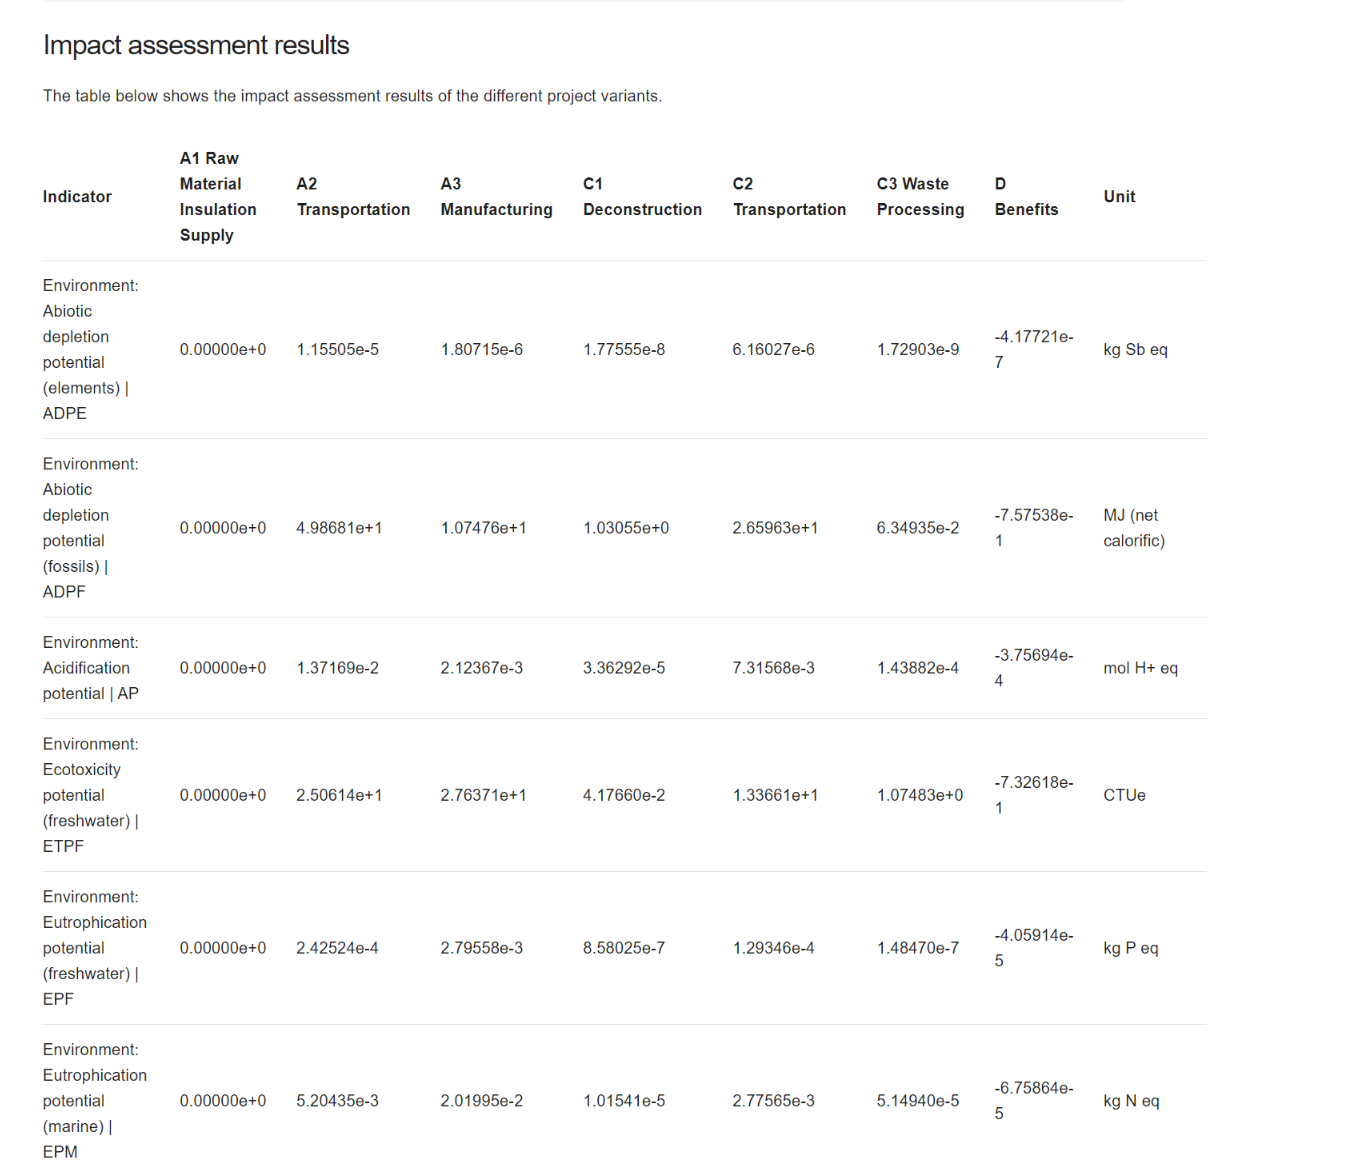 Impact assessment results
The table below shows the impact assessment results of the different project variants.
Indicator
A1 Raw
Material
Insulation
Supply
A2
Transportation
A3
Manufacturing
C1
Deconstruction
C2
Transportation
C3 Waste
Processing
D
Benefits
Unit
Environment:
Abiotic
depletion
potential
(elements) |
ADPE
0.00000e+0
1.15505e-5
1.80715e-6
1.77555e-8
6.16027e-6
1.72903e-9
-4.17721e-
7
kg Sb eq
Environment:
Abiotic
depletion
potential
(fossils) |
ADPF
0.00000e+0
4.98681e+1
1.07476e+1
1.03055e+0
2.65963e+1
6.34935e-2
-7.57538e-
1
MJ (net
calorific)
Environment:
Acidification
potential | AP
0.00000e+0
1.37169e-2
2.12367e-3
3.36292e-5
7.31568e-3
1.43882e-4
-3.75694e-
4
mol H+ eq
Environment:
Ecotoxicity
potential
(freshwater) |
ETPF
0.00000e+0
2.50614e+1
2.76371e+1
4.17660e-2
1.33661e+1
1.07483e+0
-7.32618e-
1
CTUe
Environment:
Eutrophication
potential
(freshwater) |
EPF
0.00000e+0
2.42524e-4
2.79558e-3
8.58025e-7
1.29346e-4
1.48470e-7
-4.05914e-
5
kg P eq
Environment:
Eutrophication
potential
(marine) |
EPM
0.00000e+0
5.20435e-3
2.01995e-2
1.01541e-5
2.77565e-3
5.14940e-5
-6.75864e-
5
kg N eq